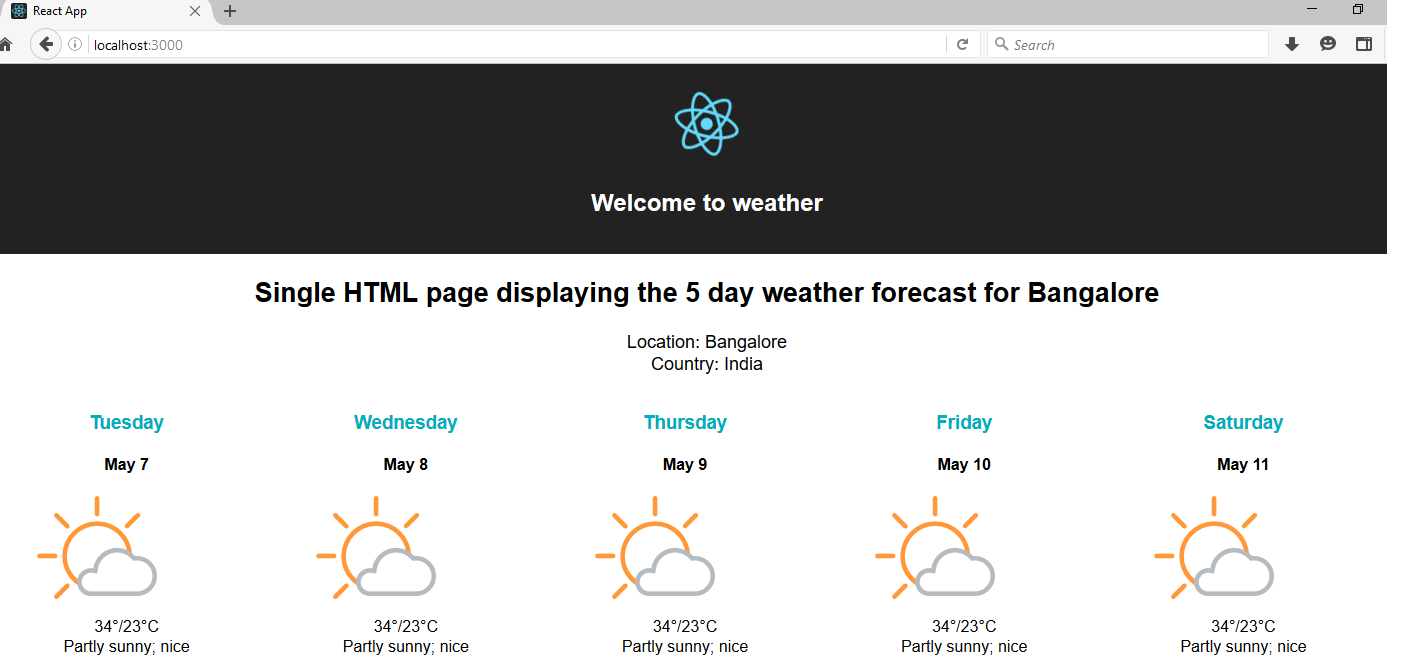 React App
localhost:3000
Search
Welcome to weather
Single HTML page displaying the 5 day weather forecast for Bangalore
Location: Bangalore
Country: India
Tuesday Wednesday Thursday Friday Saturday
May 7 May 8 May 9 May 10 May 11
34°/23°C 34°/23°C 34°/23°C 34°/23°C 34°/23°C
Partly sunny; nice Partly sunny; nice Partly sunny; nice Partly sunny; nice Partly sunny; nice